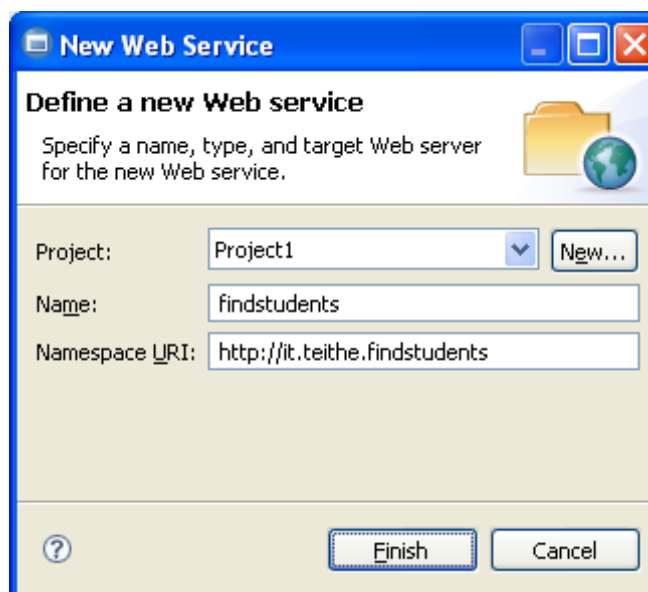 New Web Service
Define a new Web service
Specify a name, type, and target Web server
for the new Web service.
Project: Project1 New...
Name: findstudents
Namespace URI: http://it.teithe.findstudents
? Finish Cancel